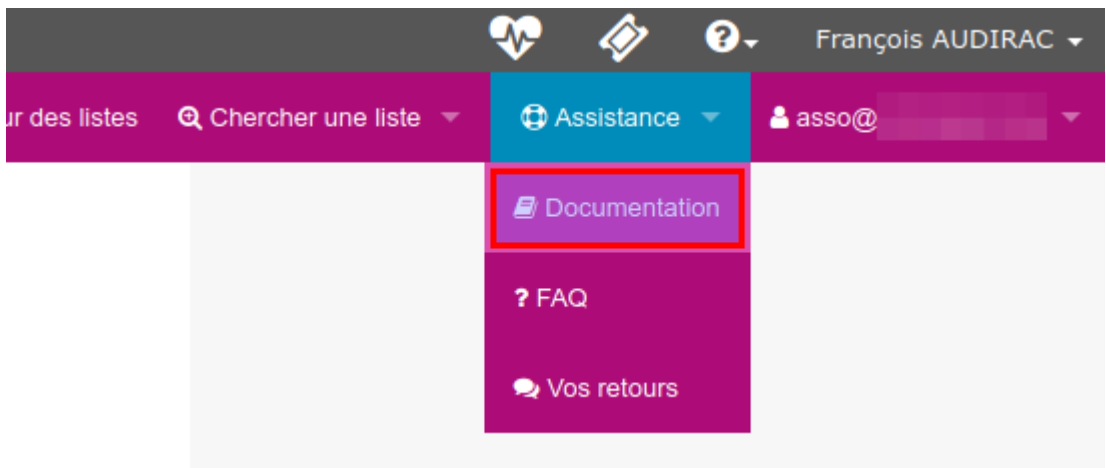 François AUDIRAC
des listes Chercher une liste Assistance asso@
Documentation
? FAQ
Vos retours